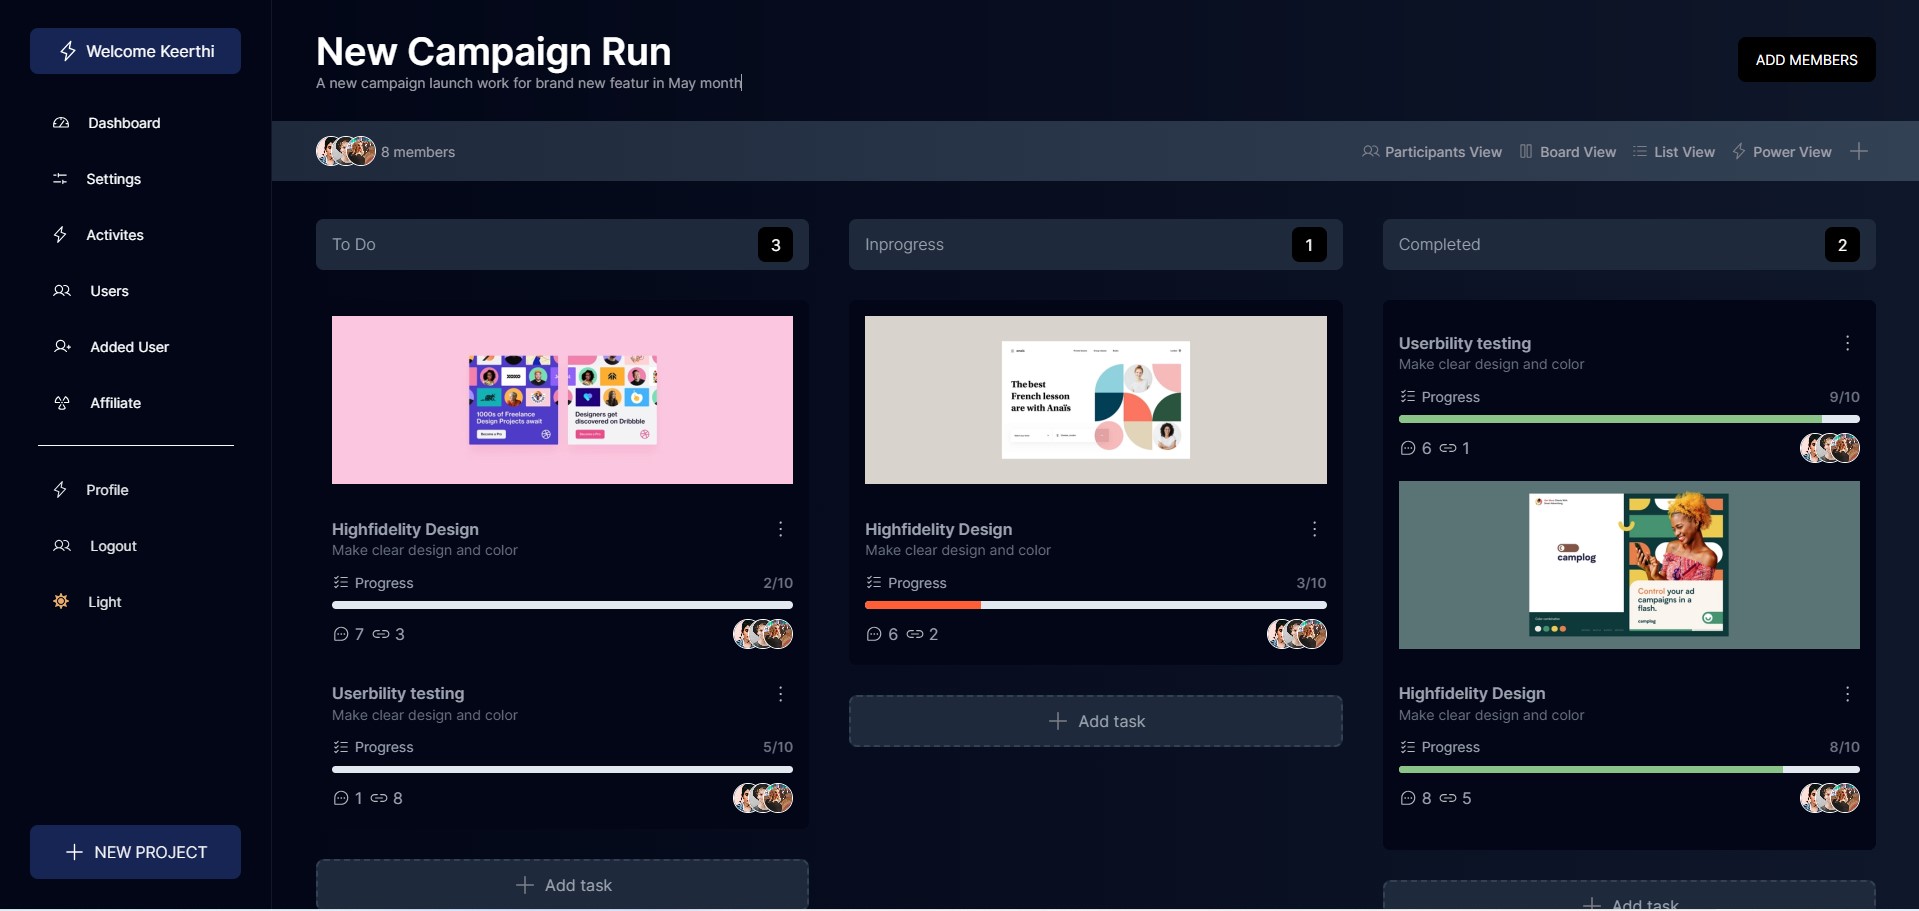 Welcome Keerthi
Dashboard
Settings
Activites
Users
Added User
Affiliate
Profile
Logout
Light
NEW PROJECT
New Campaign Run
A new campaign launch work for brand new featur in May month
ADD MEMBERS
8 members
Participants View
Board View
List View
Power View
To Do
3
1000s of Freelance
Design Projects await
Become a Pro
Designers get
discovered on Dribbble
Become a Pro
Highfidelity Design
Make clear design and color
Progress
2/10
7
3
Userbility testing
Make clear design and color
Progress
5/10
1
8
Add task
Inprogress
1
The best
French lesson
are with Anaïs
Highfidelity Design
Make clear design and color
Progress
3/10
6
2
Add task
Completed
2
Userbility testing
Make clear design and color
Progress
9/10
6
1
camplog
Control your ad
campaigns in a
flash.
camplog
Highfidelity Design
Make clear design and color
Progress
8/10
8
5
Add task